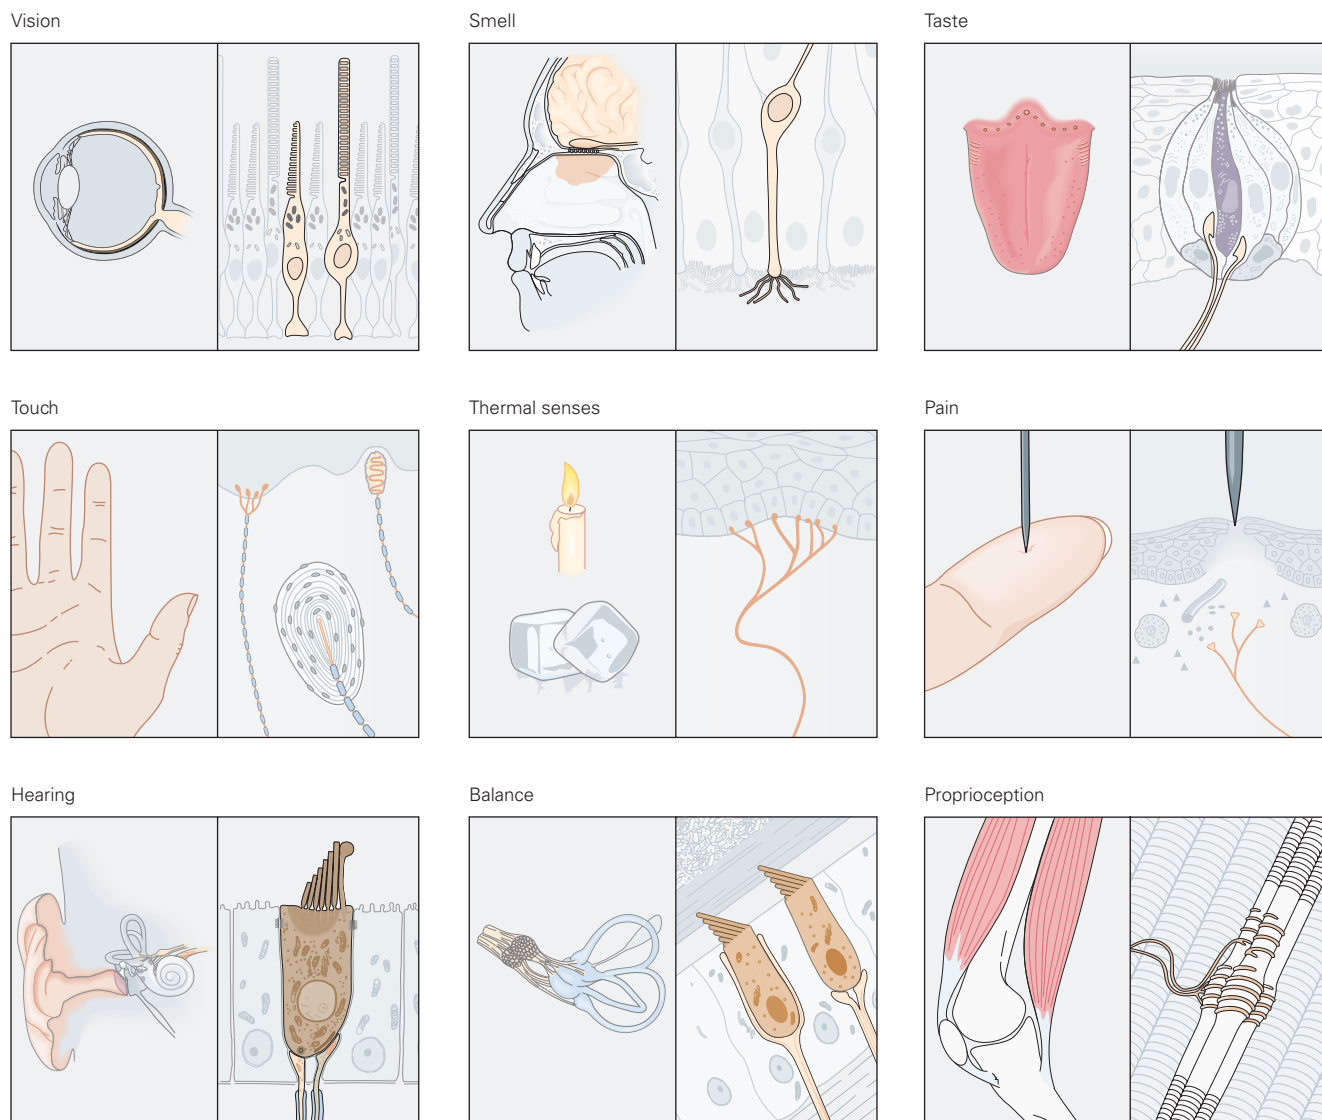 Vision
Smell
Taste
Touch
Thermal senses
Pain
Hearing
Balance
Proprioception